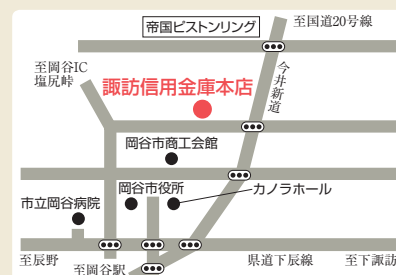 帝国ピストンリング
至国道20号線
至岡谷IC
塩尻峠
今井新道
諏訪信用金庫本店
岡谷市商工会館
岡谷市役所
カノラホール
市立岡谷病院
至辰野
至岡谷駅
県道下辰線
至下諏訪